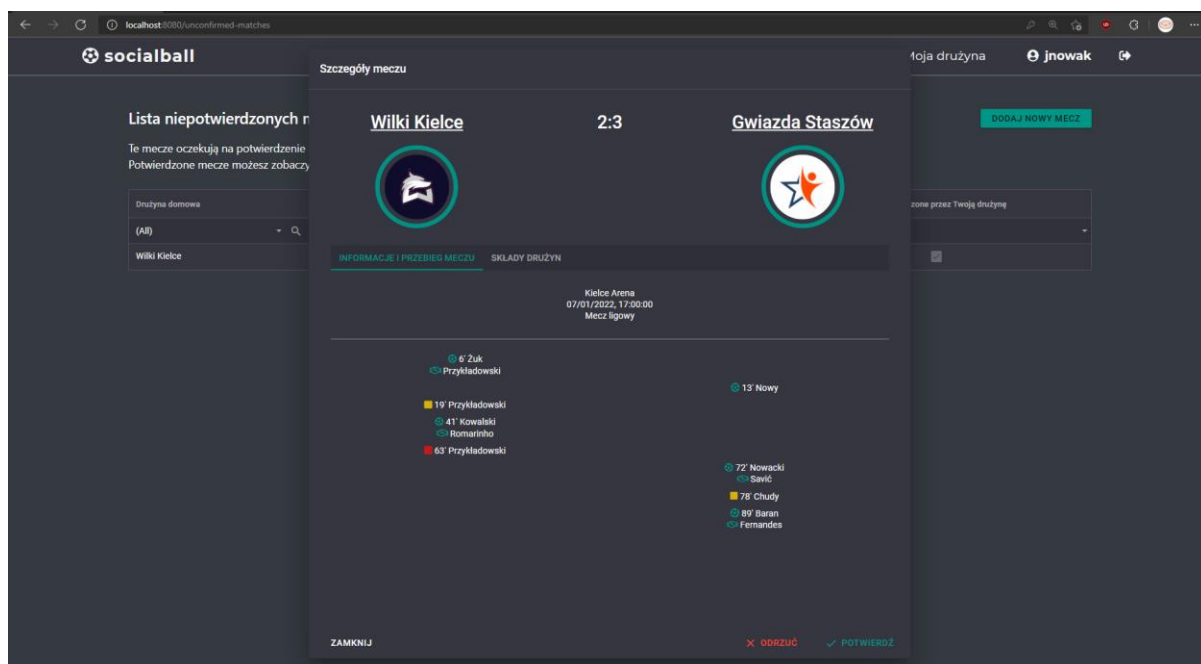 localhost:8080/unconfirmed-matches
socialball
Moja drużyna
jnowak
Szczegóły meczu
Lista niepotwierdzonych
DODAJ NOWY MECZ
Te mecze oczekują na potwierdzenie
Potwierdzone mecze możesz zobaczy
Wilki Kielce
2:3
Gwiazda Staszów
Drużyna domowa
zone przez Twoją drużynę
(All)
Wilki Kielce
INFORMACJE I PRZEBIEG MECZU
SKŁADY DRUŻYN
Kielce Arena
07/01/2022, 17:00:00
Mecz ligowy
6' Żuk
Przykładowski
13' Nowy
19' Przykładowski
41' Kowalski
Romarinho
63' Przykładowski
72' Nowacki
Savić
78' Chudy
89' Baran
Fernandes
ZAMKNIJ
ODRZUĆ
POTWIERDŹ